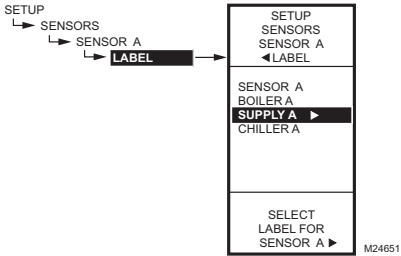 SETUP
SENSORS
SENSOR A
LABEL
SETUP
SENSORS
SENSOR A
◄LABEL
SENSOR A
BOILER A
SUPPLY A ►
CHILLER A
SELECT
LABEL FOR
SENSOR A ►
M24651